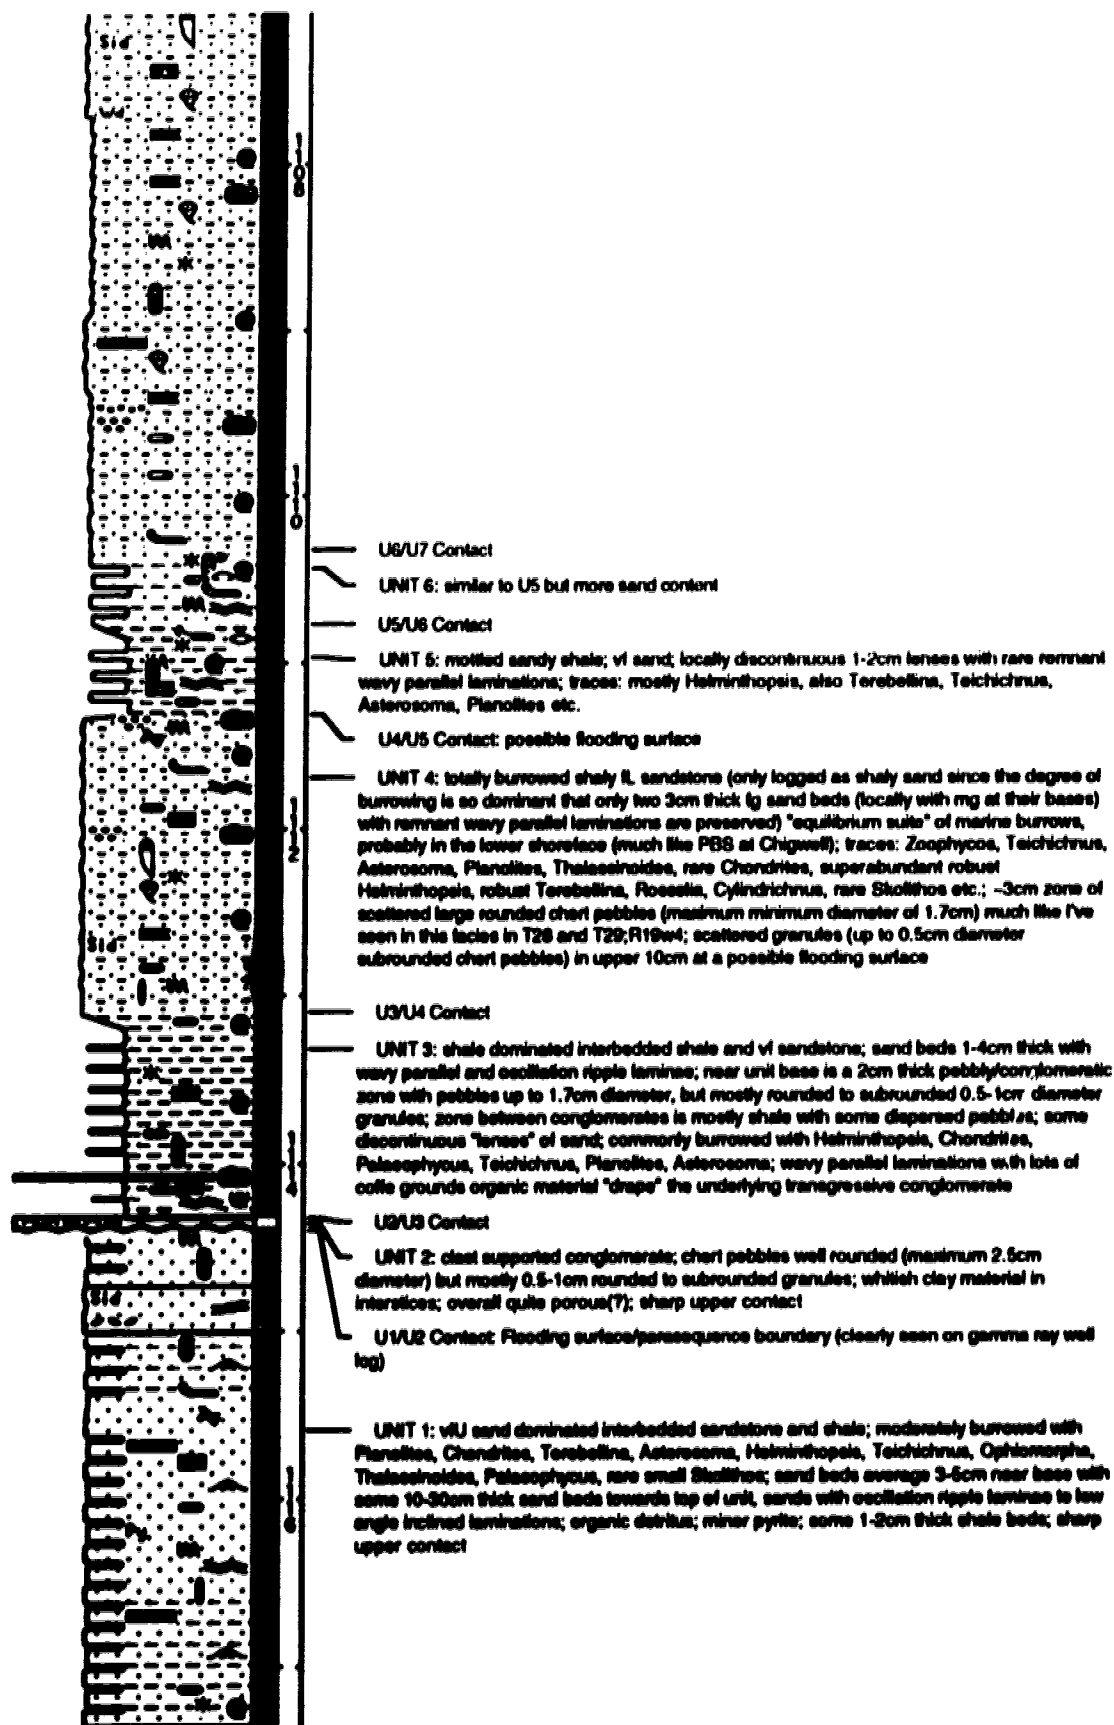 Sid
1108
1110
U6/U7 Contact
UNIT 6: similar to U5 but more sand content
U5/U6 Contact
UNIT 5: mottled sandy shale; vf sand; locally discontinuous 1-2cm lenses with rare remnant
wavy parallel laminations; traces: mostly Helminthopsis, also Terebellina, Teichichnus,
Asterosoma, Planolites etc.
U4/U5 Contact: possible flooding surface
UNIT 4: totally burrowed shaly fL sandstone (only logged as shaly sand since the degree of
burrowing is so dominant that only two 3cm thick fg sand beds (locally with mg at their bases)
with remnant wavy parallel laminations are preserved) "equilibrium suite" of marine burrows,
probably in the lower shoreface (much like PBS at Chigwell); traces: Zoophycos, Teichichnus,
Asterosoma, Planolites, Thalassinoides, rare Chondrites, superabundant robust
Helminthopsis, robust Terebellina, Rosselia, Cylindrichnus, rare Skolithos etc.; ~3cm zone of
scattered large rounded chert pebbles (maximum minimum diameter of 1.7cm) much like I've
seen in this facies in T28 and T29;R19w4; scattered granules (up to 0.5cm diameter
subrounded chert pebbles) in upper 10cm at a possible flooding surface
112
Sid
U3/U4 Contact
UNIT 3: shale dominated interbedded shale and vf sandstone; sand beds 1-4cm thick with
wavy parallel and oscillation ripple laminae; near unit base is a 2cm thick pebbly/conglomeratic
zone with pebbles up to 1.7cm diameter, but mostly rounded to subrounded 0.5-1cm diameter
granules; zone between conglomerates is mostly shale with some dispersed pebbles; some
discontinuous "lenses" of sand; commonly burrowed with Helminthopsis, Chondrites,
Palaeophycus, Teichichnus, Planolites, Asterosoma; wavy parallel laminations with lots of
coffe grounds organic material "drape" the underlying transgressive conglomerate
114
U2/U3 Contact
UNIT 2: clast supported conglomerate; chert pebbles well rounded (maximum 2.5cm
diameter) but mostly 0.5-1cm rounded to subrounded granules; whitish clay material in
interstices; overall quite porous(?); sharp upper contact
Sid
U1/U2 Contact: Flooding surface/parasequence boundary (clearly seen on gamma ray well
log)
UNIT 1: vfU sand dominated interbedded sandstone and shale; moderately burrowed with
Planolites, Chondrites, Terebellina, Asterosoma, Helminthopsis, Teichichnus, Ophiomorpha,
Thalassinoides, Palaeophycus, rare small Skolithos; sand beds average 3-5cm near base with
some 10-30cm thick sand beds towards top of unit, sands with oscillation ripple laminae to low
angle inclined laminations; organic detritus; minor pyrite; some 1-2cm thick shale beds; sharp
upper contact
116
Py